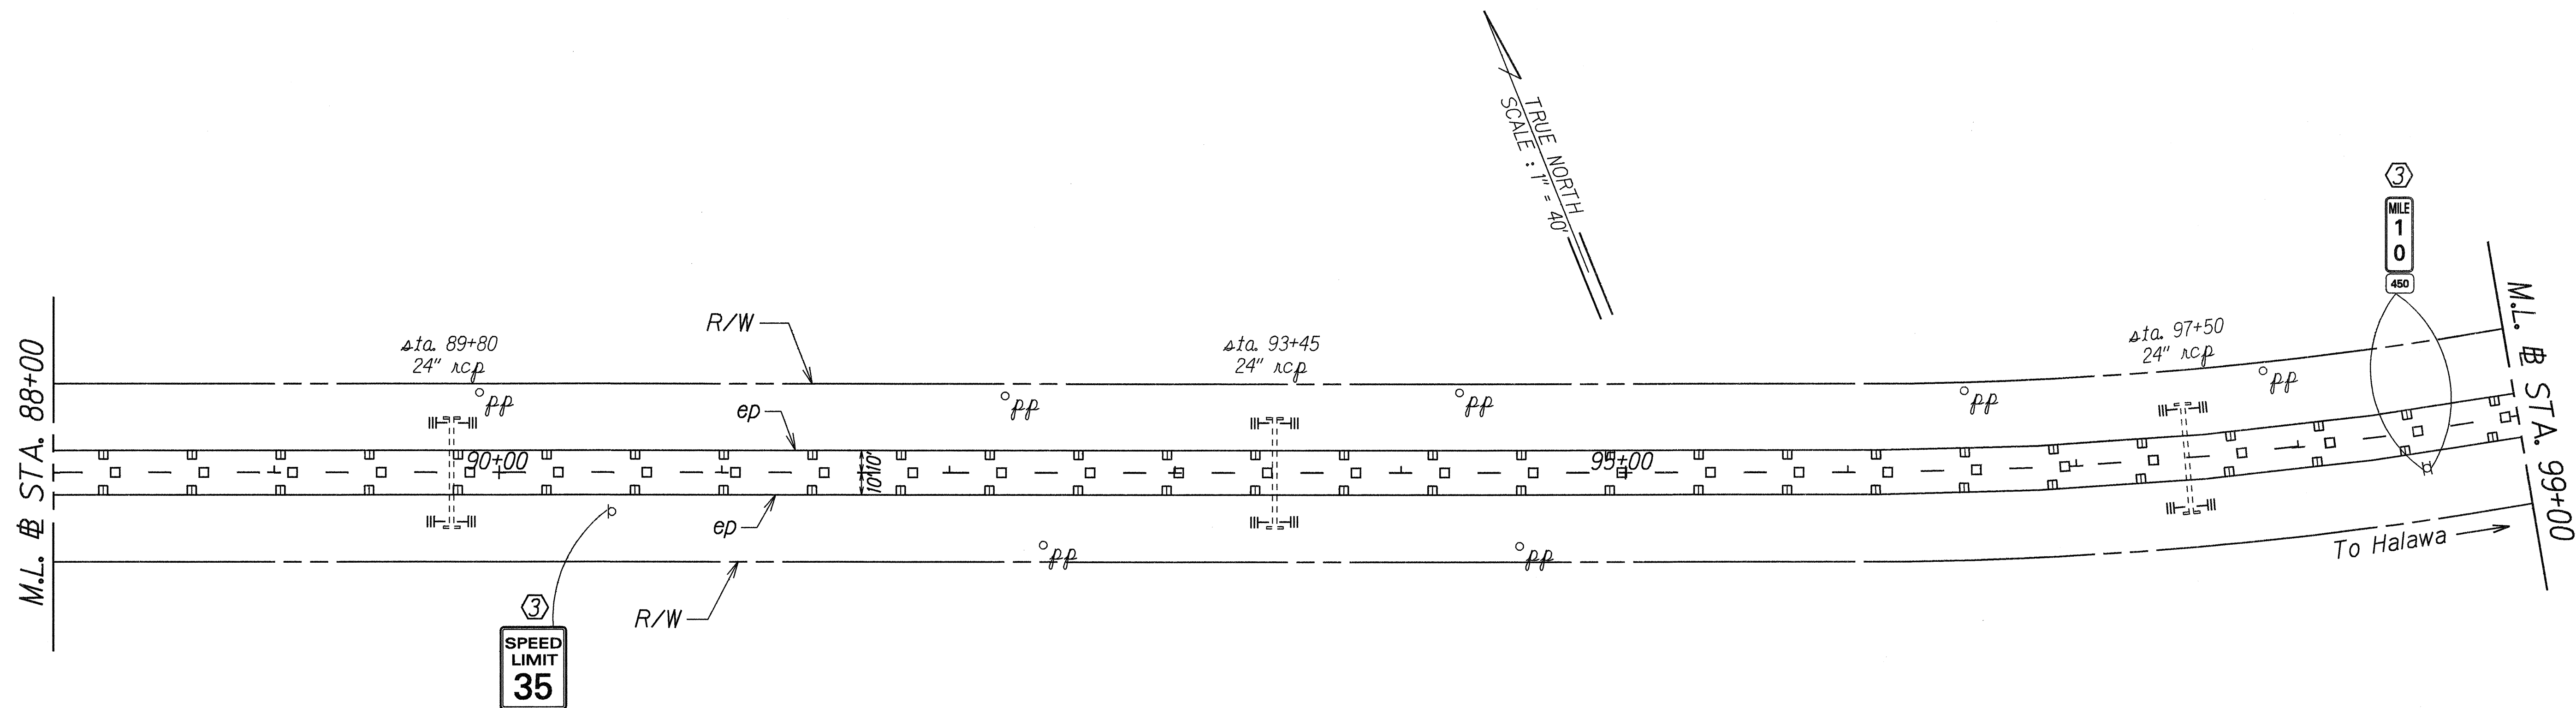 TRUE NORTH
SCALE : 1" = 40'
3
MILE
1
0
450
R/W
sta. 89+80
24" rcp
sta. 93+45
24" rcp
sta. 97+50
24" rcp
pp
pp
pp
pp
pp
ep
M.L. ⅊ STA. 88+00
90+00
10'
10'
95+00
M.L. ⅊ STA. 99+00
ep
pp
pp
To Halawa
R/W
3
SPEED
LIMIT
35